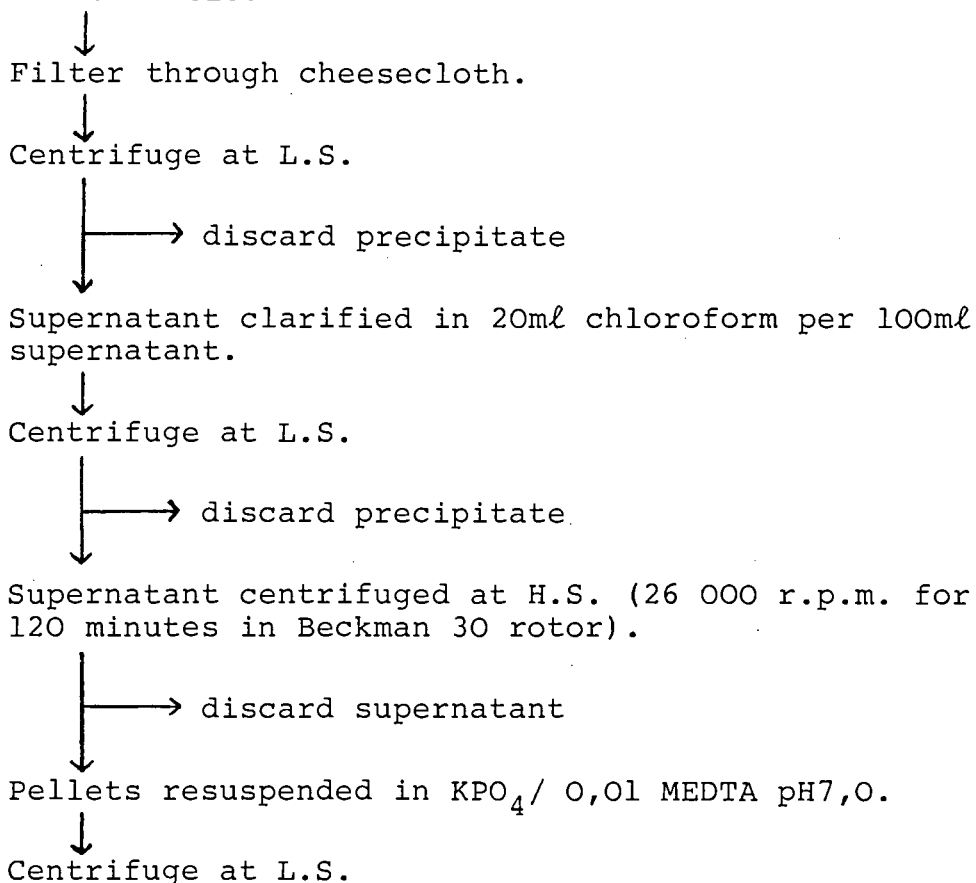 Filter through cheesecloth.
Centrifuge at L.S.
discard precipitate
Supernatant clarified in 20mℓ chloroform per 100mℓ
supernatant.
Centrifuge at L.S.
discard precipitate
Supernatant centrifuged at H.S. (26 000 r.p.m. for
120 minutes in Beckman 30 rotor).
discard supernatant
Pellets resuspended in KPO₄/ 0,01 MEDTA pH7,0.
Centrifuge at L.S.